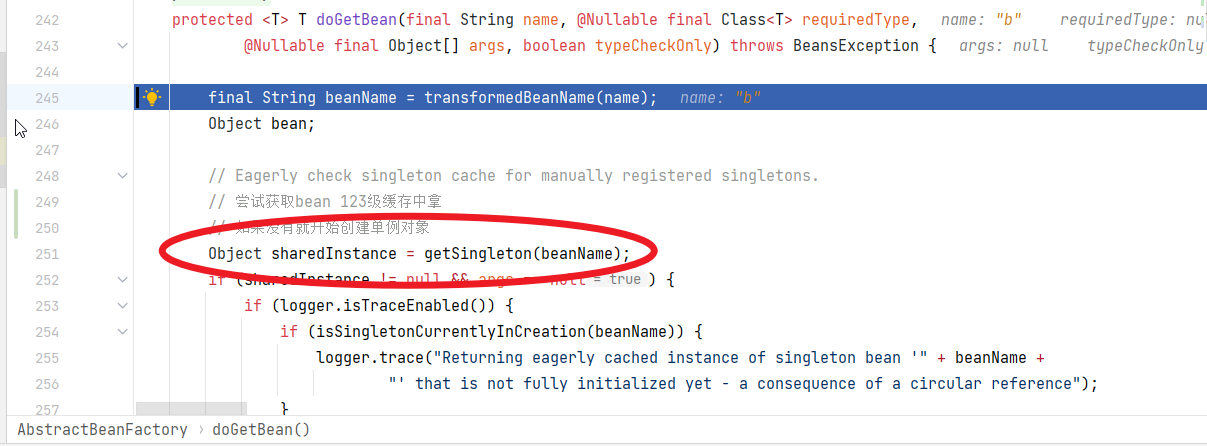 242 protected <T> T doGetBean(final String name, @Nullable final Class<T> requiredType, name: "b" requiredType: nu
243 @Nullable final Object[] args, boolean typeCheckOnly) throws BeansException { args: null typeCheckOnly
244
245 final String beanName = transformedBeanName(name); name: "b"
246 Object bean;
247
248 // Eagerly check singleton cache for manually registered singletons.
249 // 尝试获取bean 123级缓存中拿
250 // 如果没有就开始创建单例对象
251 Object sharedInstance = getSingleton(beanName);
252 if (sharedInstance != null && args == null = true ) {
253 if (logger.isTraceEnabled()) {
254 if (isSingletonCurrentlyInCreation(beanName)) {
255 logger.trace("Returning eagerly cached instance of singleton bean '" + beanName +
256 "' that is not fully initialized yet - a consequence of a circular reference");
257 }
AbstractBeanFactory › doGetBean()